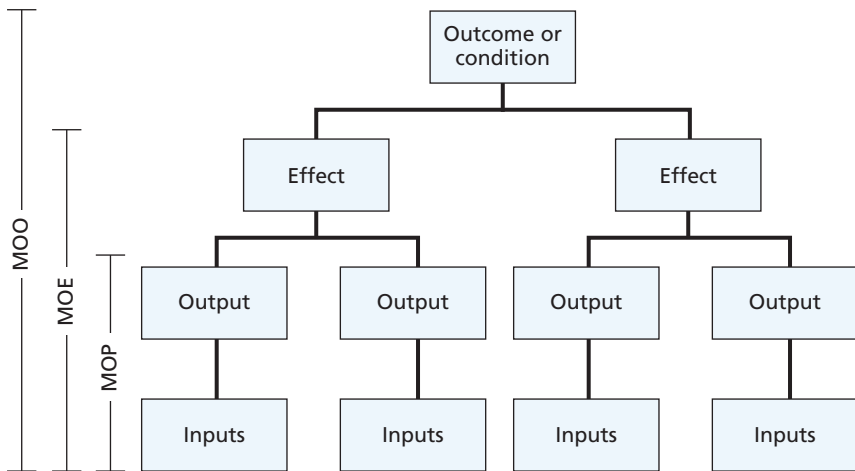 Outcome or
condition
Effect
Effect
Output
Output
Output
Output
Inputs
Inputs
Inputs
Inputs
MOO
MOE
MOP